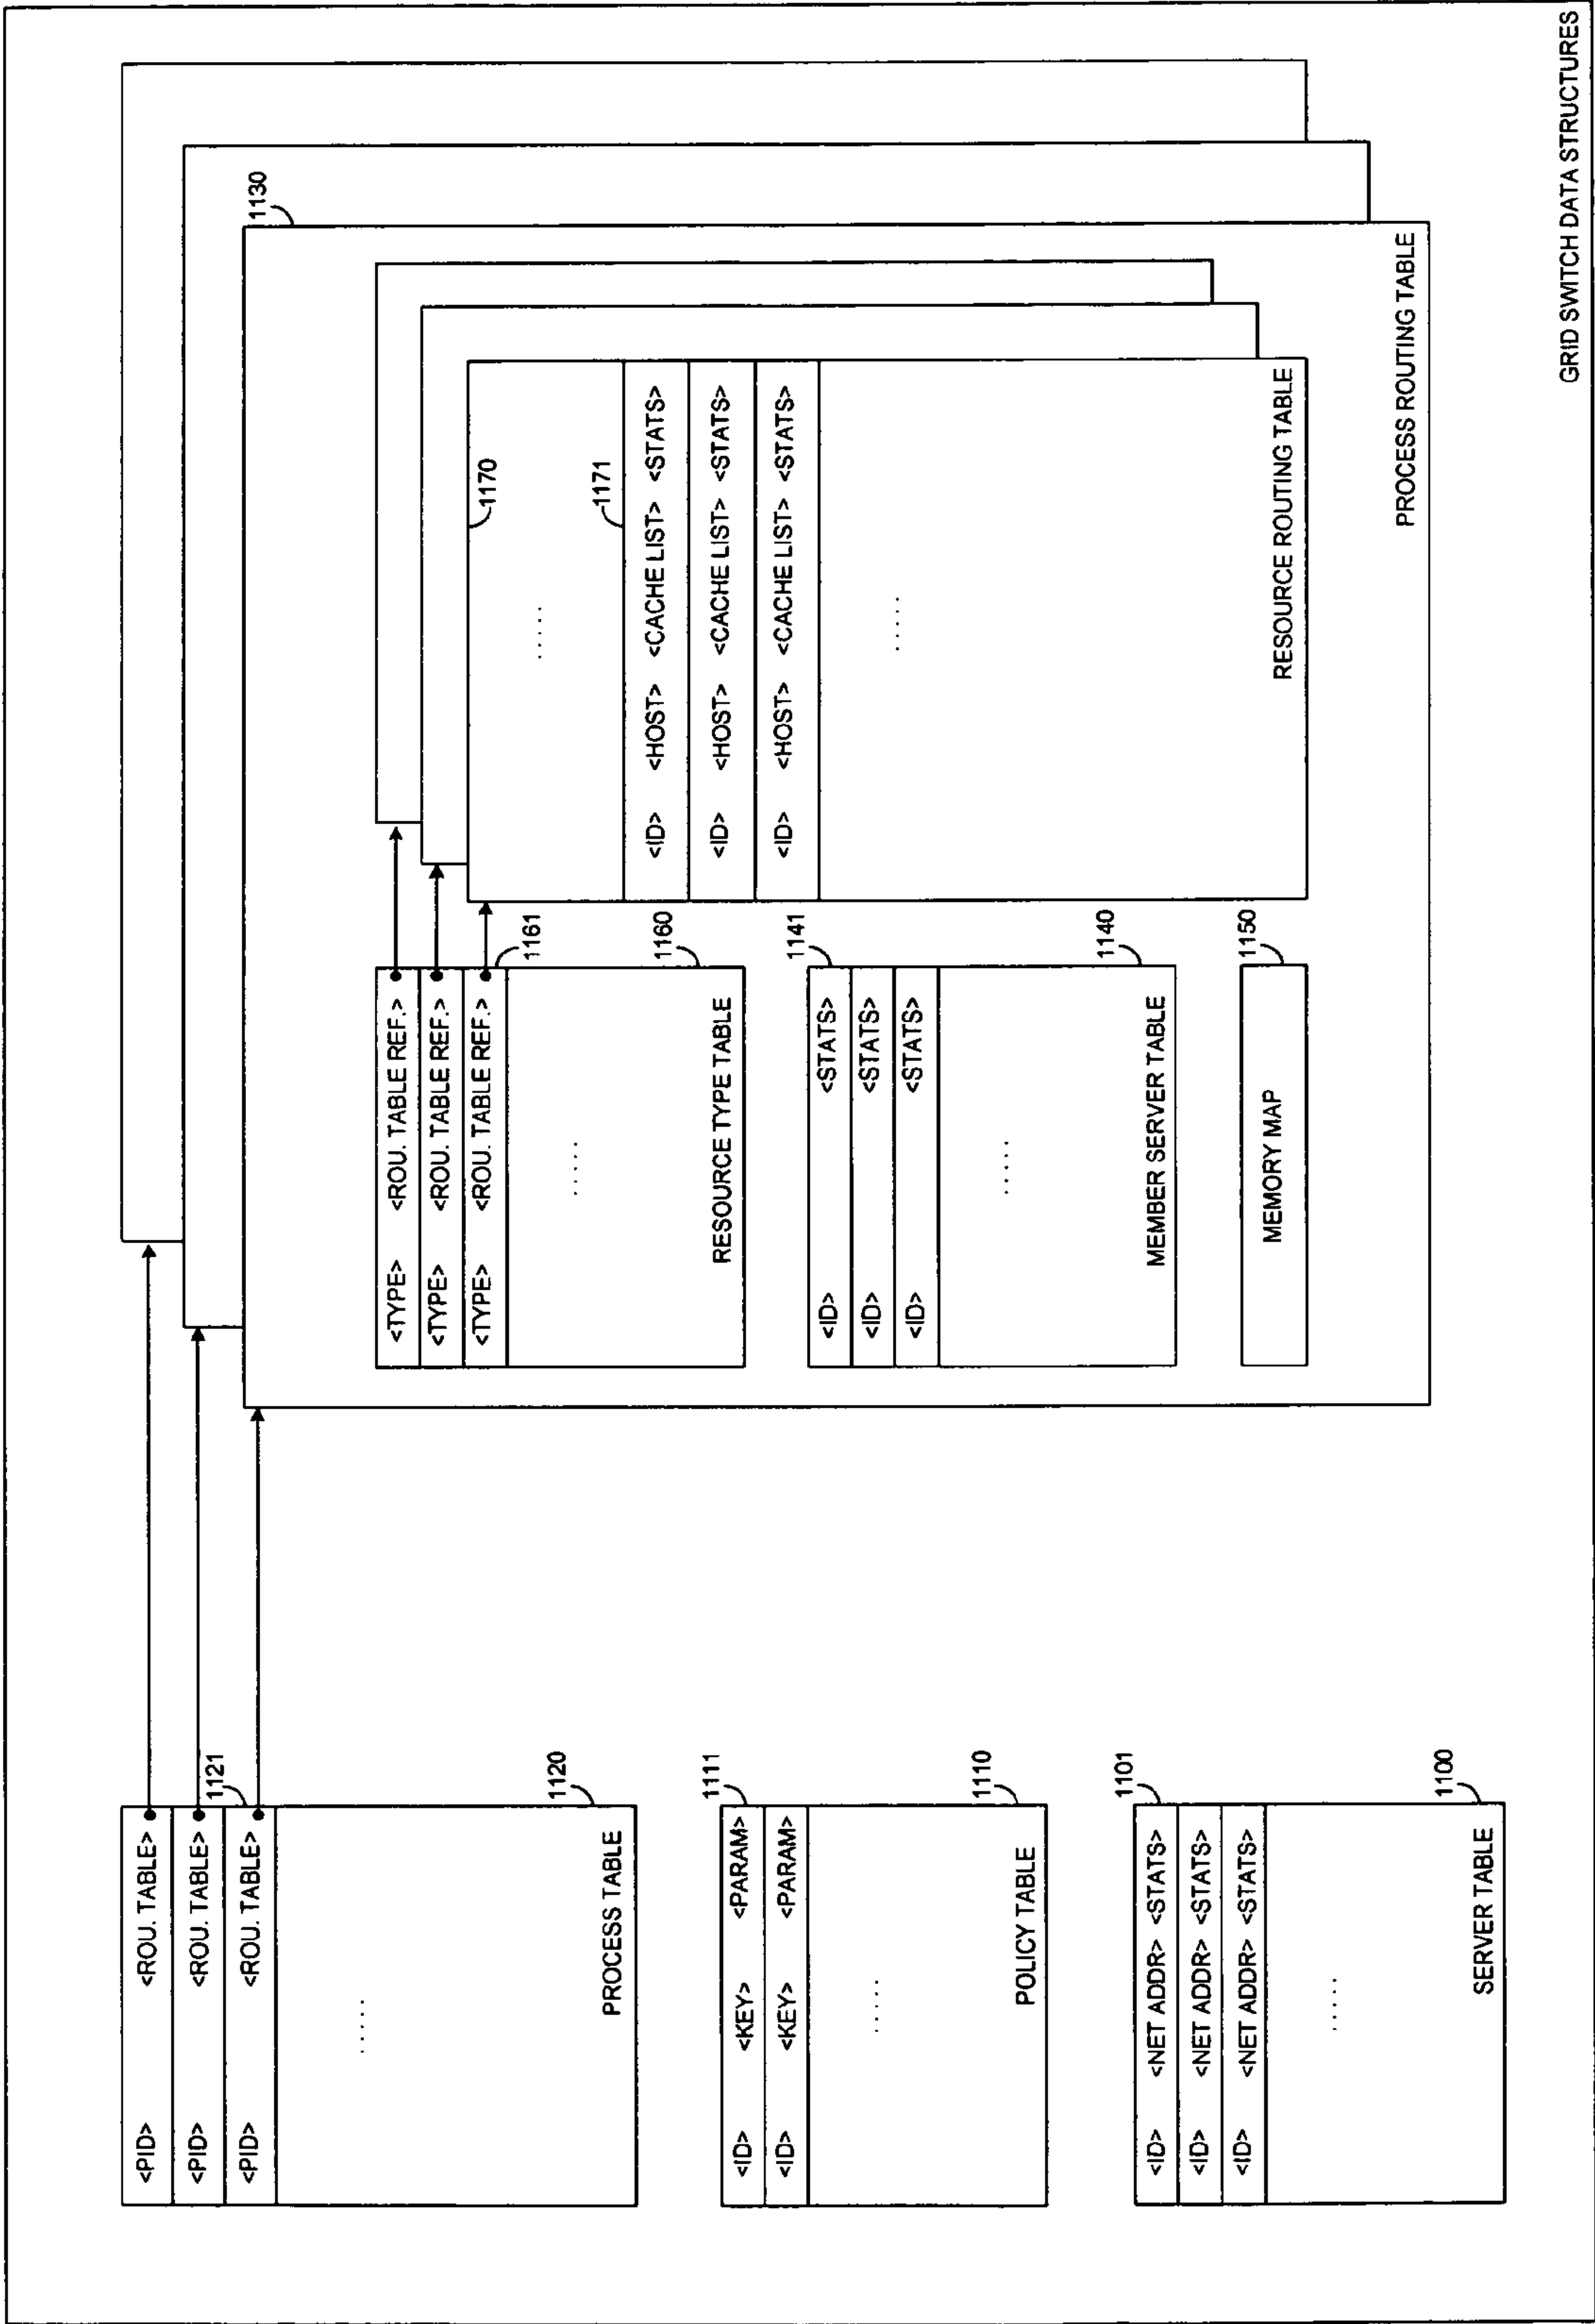 <PID> <ROU. TABLE>
<PID> <ROU. TABLE>
<PID> <ROU. TABLE>
1121
.....
PROCESS TABLE
1120
1111
<ID> <KEY> <PARAM>
<ID> <KEY> <PARAM>
.....
POLICY TABLE
1110
1101
<ID> <NET ADDR> <STATS>
<ID> <NET ADDR> <STATS>
<ID> <NET ADDR> <STATS>
.....
SERVER TABLE
1100
1130
<TYPE> <ROU. TABLE REF.>
<TYPE> <ROU. TABLE REF.>
<TYPE> <ROU. TABLE REF.>
1161
.....
RESOURCE TYPE TABLE
1160
1141
<ID> <STATS>
<ID> <STATS>
<ID> <STATS>
.....
MEMBER SERVER TABLE
1140
MEMORY MAP
1150
1170
.....
1171
<ID> <HOST> <CACHE LIST> <STATS>
<ID> <HOST> <CACHE LIST> <STATS>
<ID> <HOST> <CACHE LIST> <STATS>
.....
RESOURCE ROUTING TABLE
PROCESS ROUTING TABLE
GRID SWITCH DATA STRUCTURES